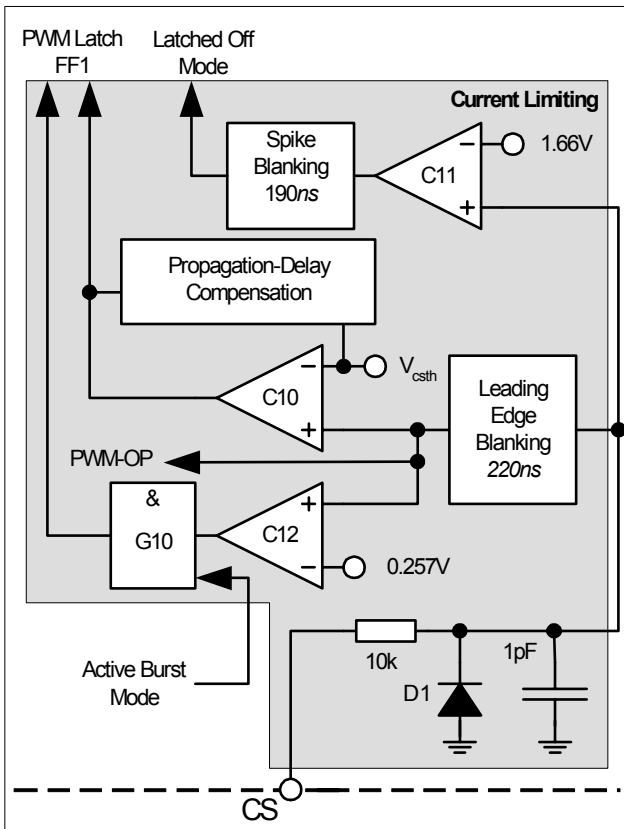 PWM Latch
FF1
Latched Off
Mode
Current Limiting
Spike
Blanking
190ns
C11
1.66V
Propagation-Delay
Compensation
C10
Vcsth
Leading
Edge
Blanking
220ns
PWM-OP
&
G10
C12
0.257V
Active Burst
Mode
10k
D1
1pF
CS